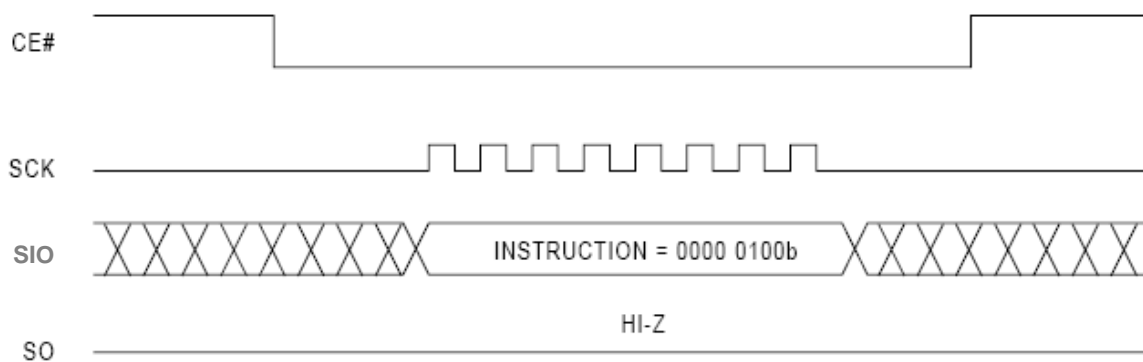 CE#
SCK
SIO
INSTRUCTION = 0000 0100b
HI-Z
SO